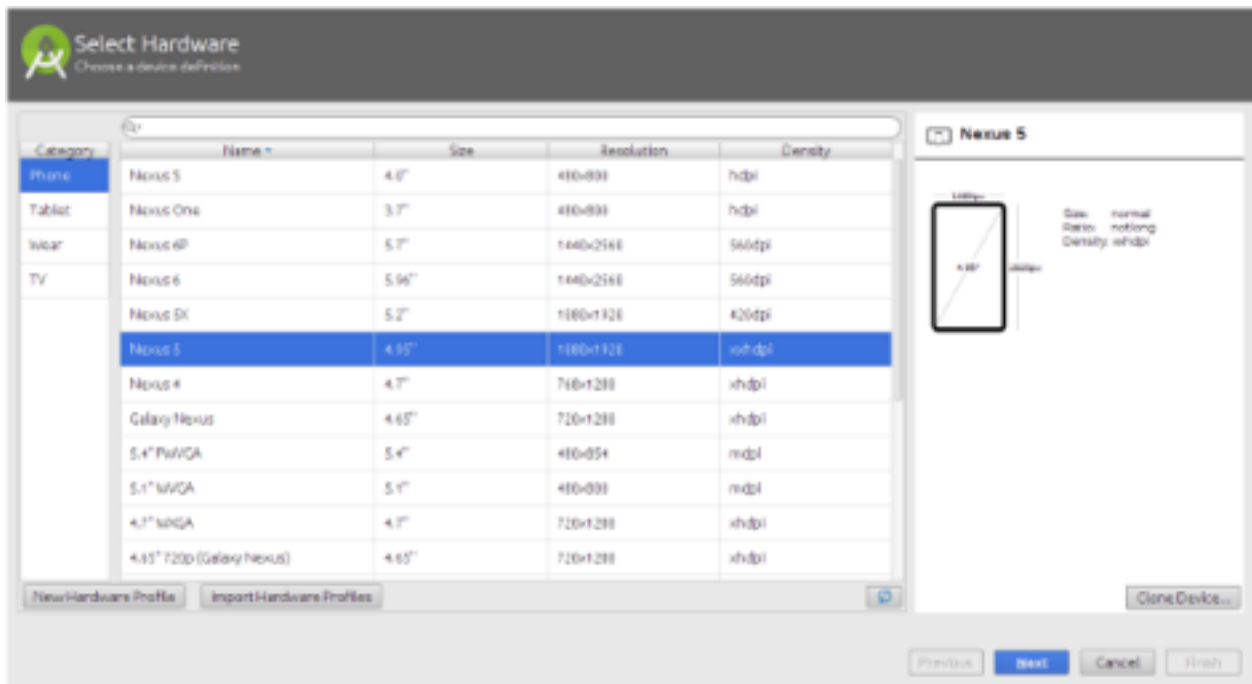 Select Hardware
Choose a device definition
Category Name Size Resolution Density
Phone
Tablet
Wear
TV
Nexus S 4.0" 480x800 hdpi
Nexus One 3.7" 480x800 hdpi
Nexus 6P 5.7" 1440x2560 560dpi
Nexus 6 5.96" 1440x2560 560dpi
Nexus 5X 5.2" 1080x1920 420dpi
Nexus 5 4.95" 1080x1920 xxhdpi
Nexus 4 4.7" 768x1280 xhdpi
Galaxy Nexus 4.65" 720x1280 xhdpi
5.4" FWVGA 5.4" 480x854 mdpi
5.1" WVGA 5.1" 480x800 mdpi
4.7" WXGA 4.7" 720x1280 xhdpi
4.65" 720p (Galaxy Nexus) 4.65" 720x1280 xhdpi
New Hardware Profile Import Hardware Profiles
Nexus 5
4.95"
Size: normal
Ratio: notlong
Density: xxhdpi
Clone Device...
Previous Next Cancel Finish